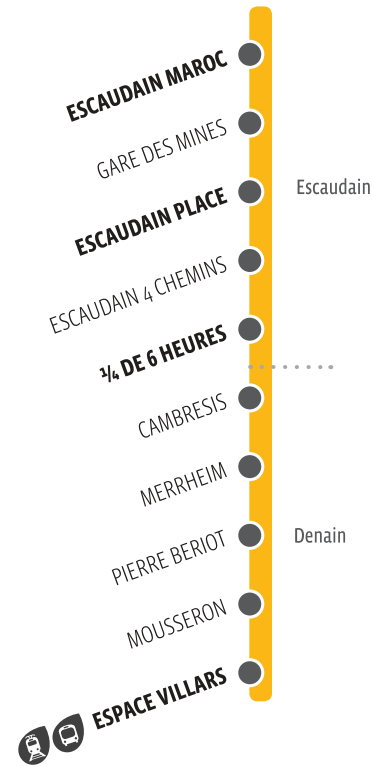 ESCAUDAIN MAROC
GARE DES MINES
ESCAUDAIN PLACE
Escaudain
ESCAUDAIN 4 CHEMINS
¼ DE 6 HEURES
CAMBRESIS
MERRHEIM
PIERRE BERIOT
Denain
MOUSSERON
ESPACE VILLARS